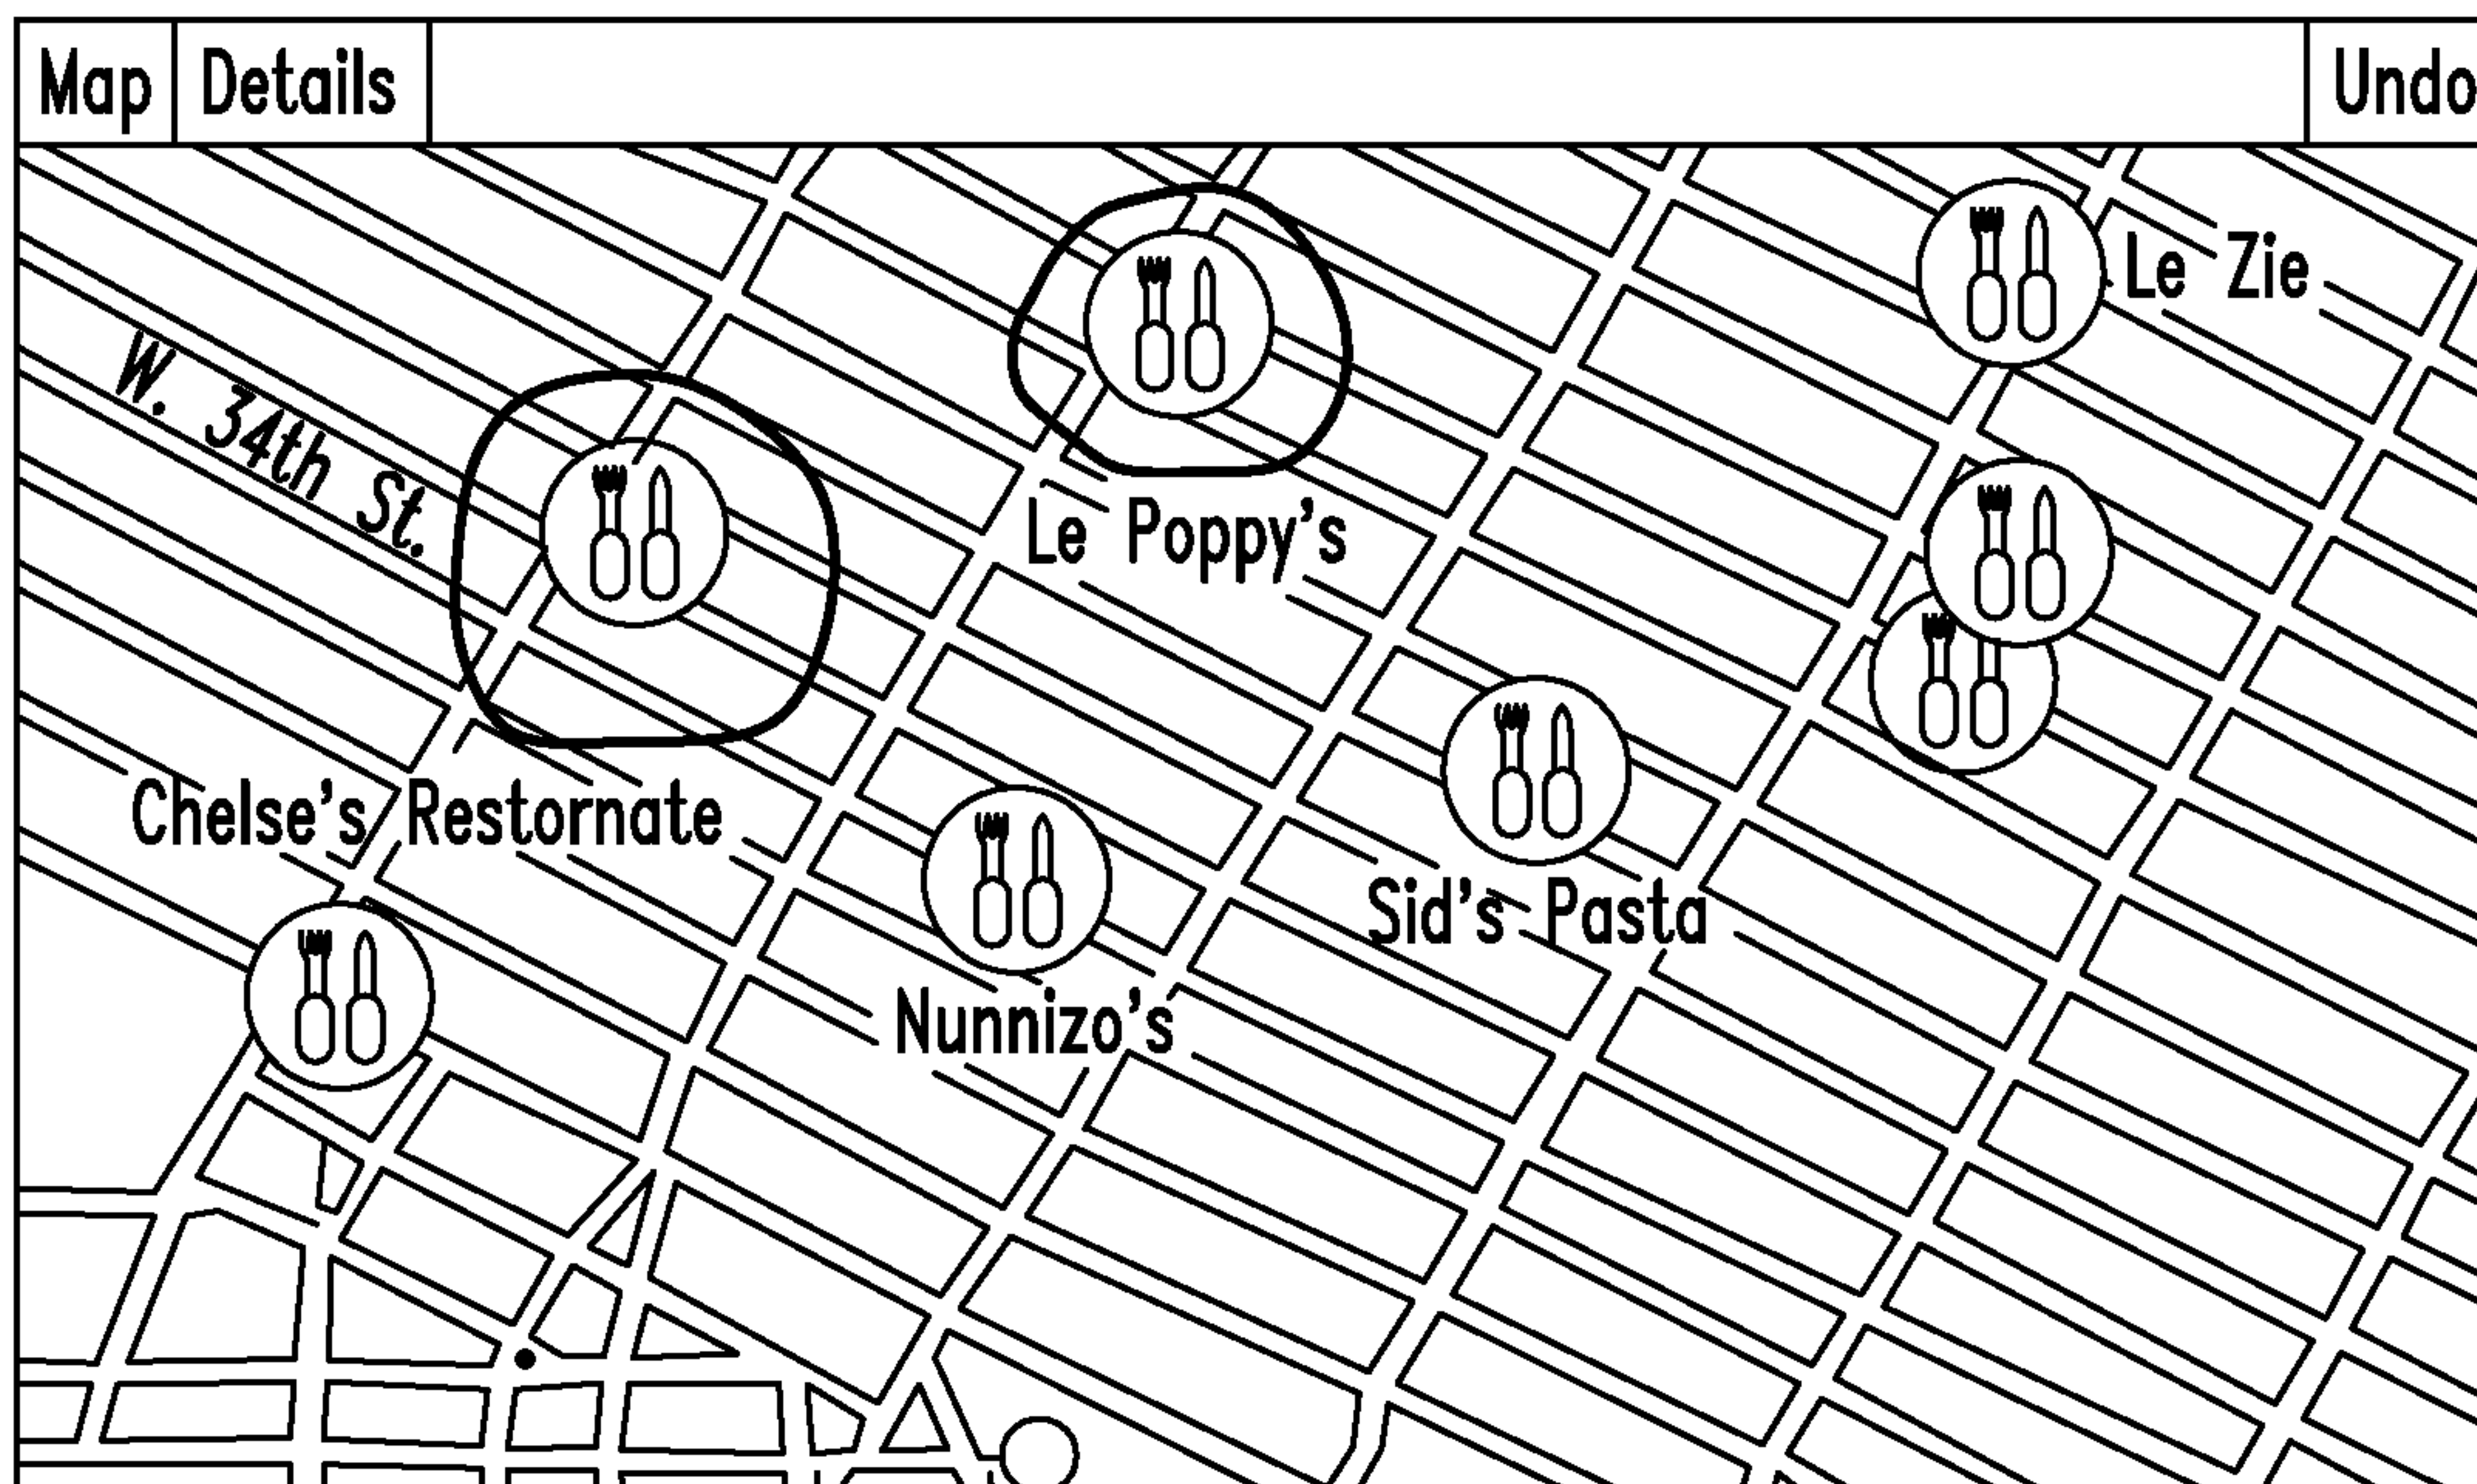 Map
Details
Undo
Le Zie
W. 34th St.
Le Poppy's
Chelse's Restornate
Sid's Pasta
Nunnizo's